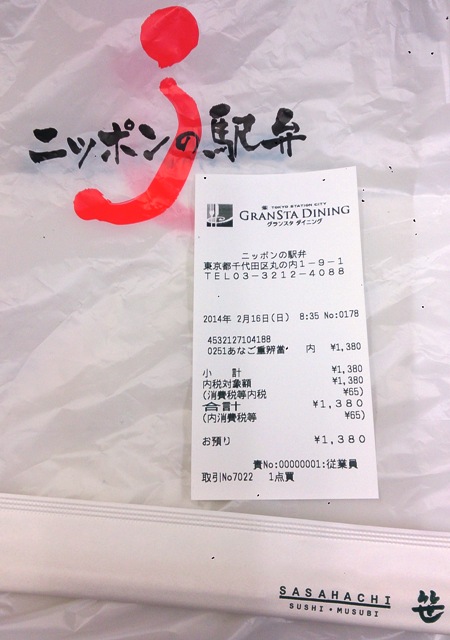 ニッポンの駅弁
TOKYO STATION CITY
GRANSTA DINING
グランスタ ダイニング
ニッポンの駅弁
東京都千代田区丸の内1-9-1
TEL03-3212-4088
2014年 2月16日(日) 8:35 No:0178
4532127104188
0251あなご重辨當 内 ¥1,380
小 計 ¥1,380
内税対象額 ¥1,380
(消費税等内税 ¥65)
合計 ¥1,380
(内消費税等 ¥65)
お預り ¥1,380
責No:00000001:従業員
取引No7022 1点買
SASAHACHI
SUSHI・MUSUBI
笹